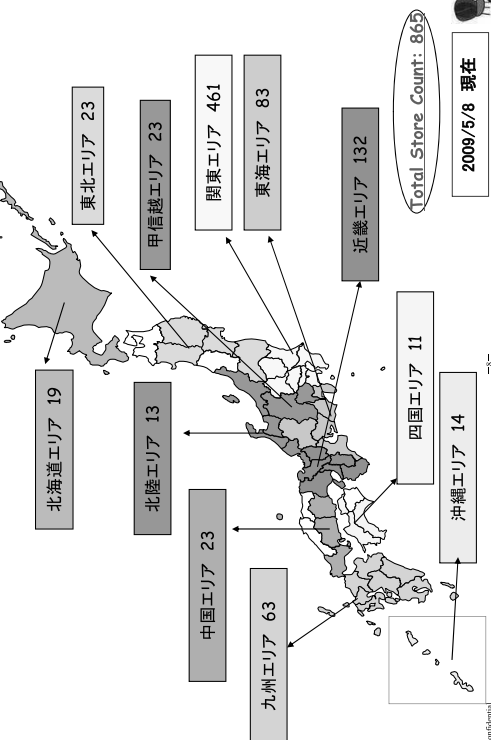 2009/5/8 現在
Total Store Count: 865
北海道エリア 19
東北エリア 23
北陸エリア 13
甲信越エリア 23
関東エリア 461
東海エリア 83
中国エリア 23
近畿エリア 132
九州エリア 63
四国エリア 11
沖縄エリア 14